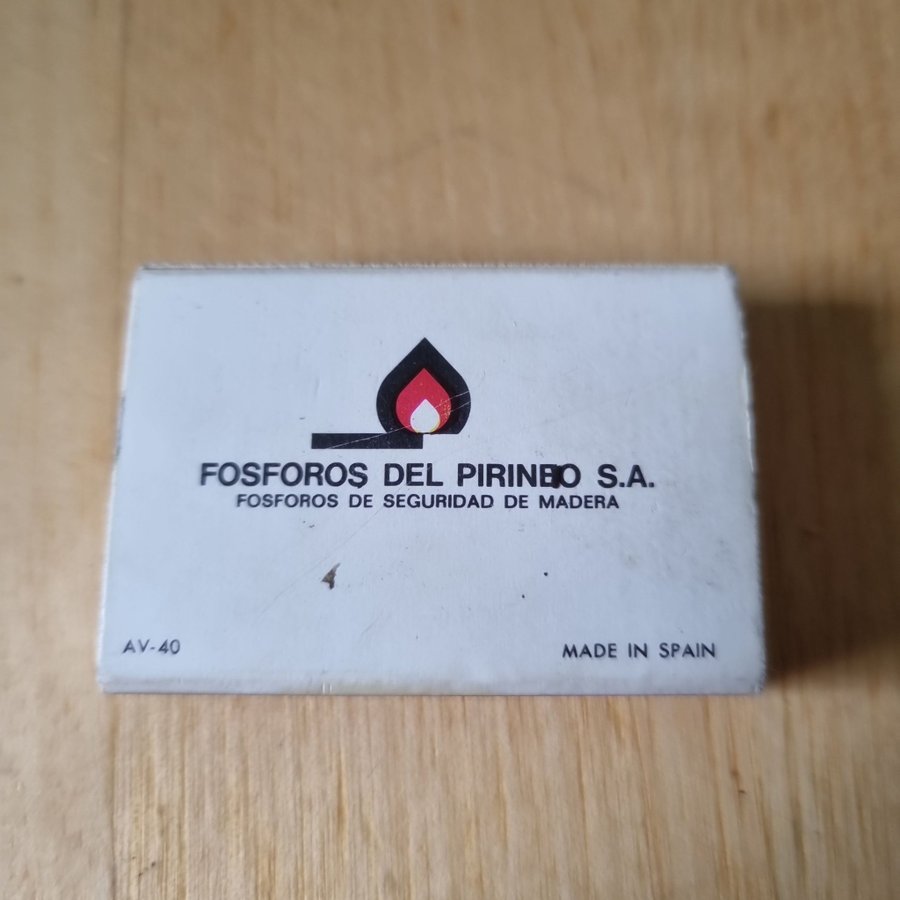 FOSFOROS DEL PIRINEO S.A.
FOSFOROS DE SEGURIDAD DE MADERA
AV-40
MADE IN SPAIN